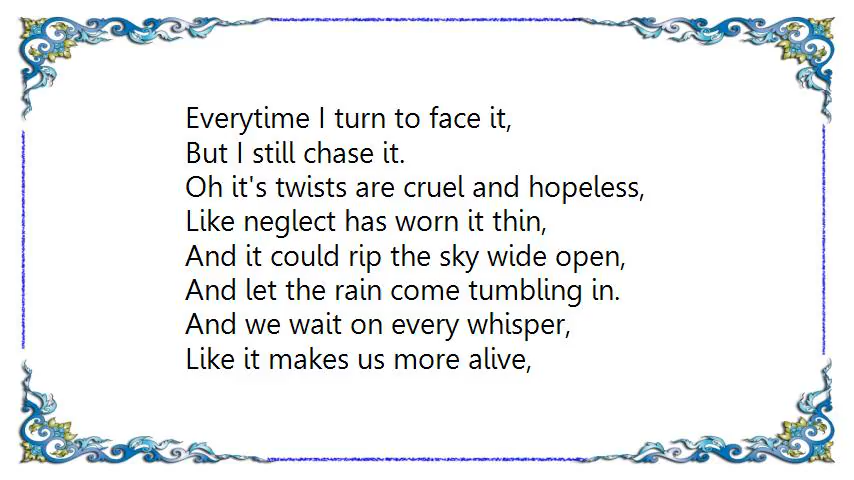 Everytime I turn to face it,
But I still chase it.
Oh it's twists are cruel and hopeless,
Like neglect has worn it thin,
And it could rip the sky wide open,
And let the rain come tumbling in.
And we wait on every whisper,
Like it makes us more alive,